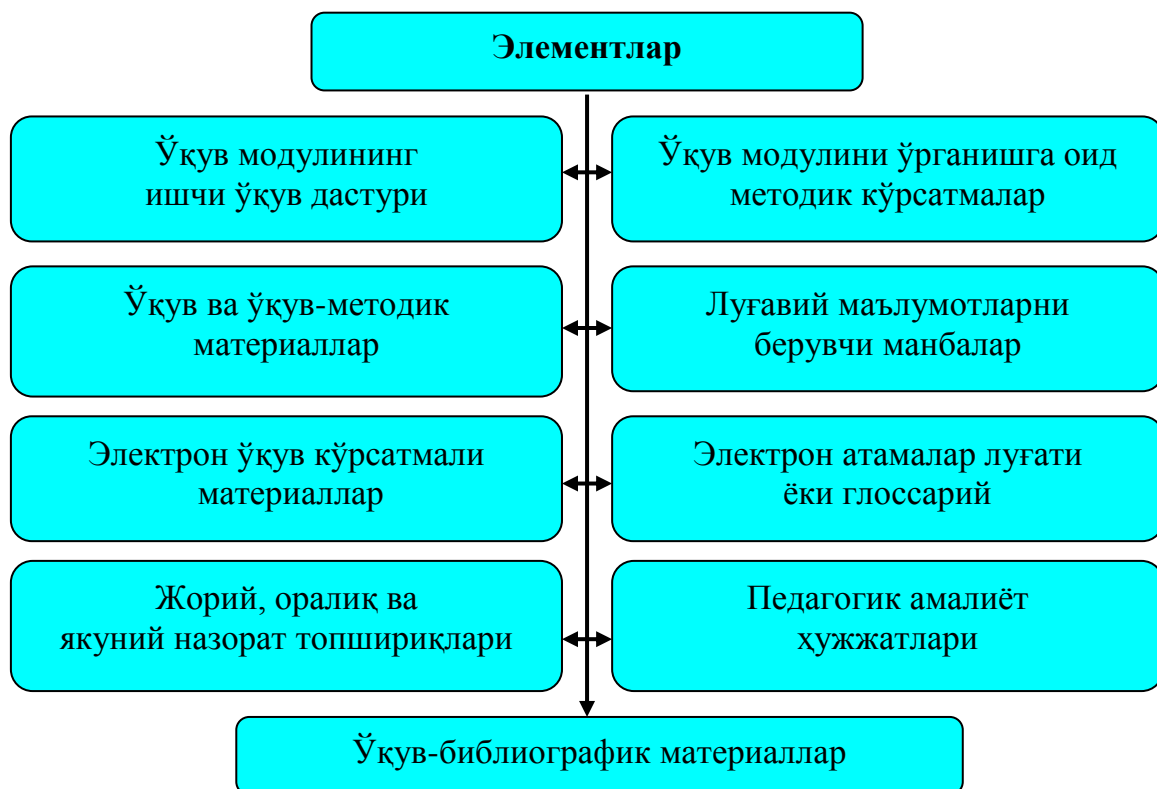 Элементлар
Ўқув модулининг
ишчи ўқув дастури
Ўқув модулини ўрганишга оид
методик кўрсатмалар
Ўқув ва ўқув-методик
материаллар
Луғавий маълумотларни
берувчи манбалар
Электрон ўқув кўрсатмали
материаллар
Электрон атамалар луғати
ёки глоссарий
Жорий, оралиқ ва
якуний назорат топшириқлари
Педагогик амалиёт
ҳужжатлари
Ўқув-библиографик материаллар